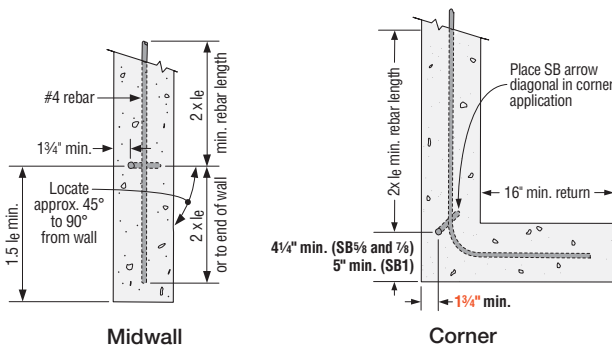 #4 rebar
2 x le
min. rebar length
1¾" min.
Locate
approx. 45°
to 90°
from wall
1.5 le min.
2 x le
or to end of wall
Midwall
2x le min. rebar length
Place SB arrow
diagonal in corner
application
16" min. return
4¼" min. (SB⅝ and ⅞)
5" min. (SB1)
1¾" min.
Corner